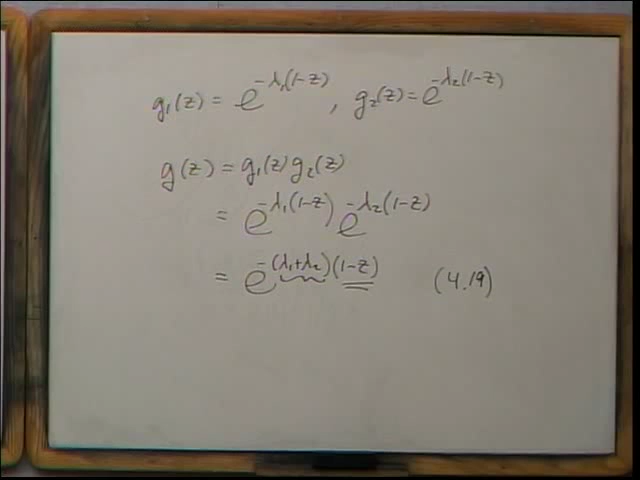 g₁(z) = e^{-λ₁(1-z)}, g₂(z) = e^{-λ₂(1-z)}
g(z) = g₁(z) g₂(z)
= e^{-λ₁(1-z)} e^{-λ₂(1-z)}
= e^{-(λ₁+λ₂)(1-z)} (4.19)